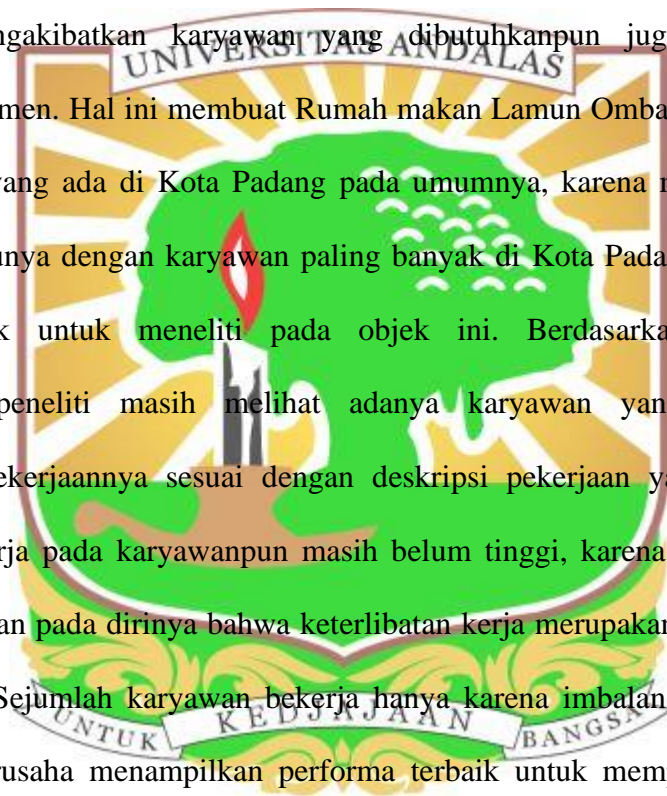 ngakibatkan karyawan yang dibutuhkanpun jug
UNIVERSITAS ANDALAS
men. Hal ini membuat Rumah makan Lamun Omba
yang ada di Kota Padang pada umumnya, karena
unya dengan karyawan paling banyak di Kota Pada
k untuk meneliti pada objek ini. Berdasarka
peneliti masih melihat adanya karyawan yan
ekerjaannya sesuai dengan deskripsi pekerjaan ya
rja pada karyawanpun masih belum tinggi, karena
an pada dirinya bahwa keterlibatan kerja merupakan
Sejumlah karyawan bekerja hanya karena imbalan
UNTUK KEDJAJAAN BANGSA
rusaha menampilkan performa terbaik untuk mem